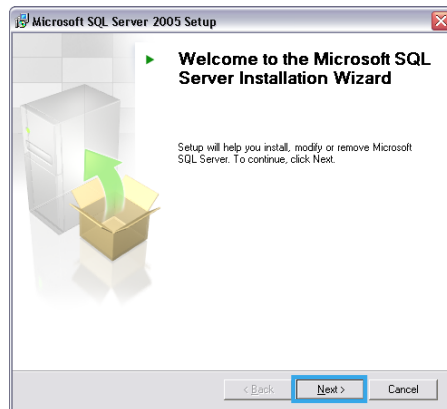 Microsoft SQL Server 2005 Setup
Welcome to the Microsoft SQL
Server Installation Wizard
Setup will help you install, modify or remove Microsoft
SQL Server. To continue, click Next.
< Back
Next >
Cancel